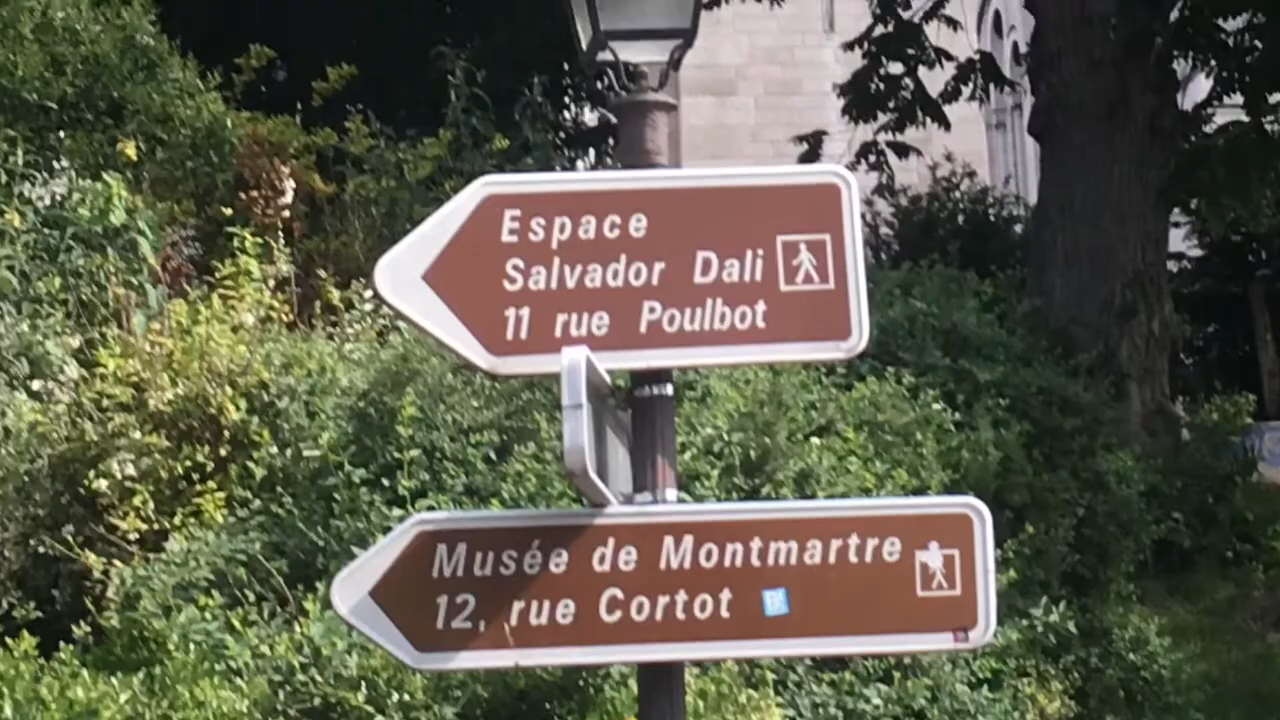 Espace
Salvador Dali
11 rue Poulbot
Musée de Montmartre
12, rue Cortot